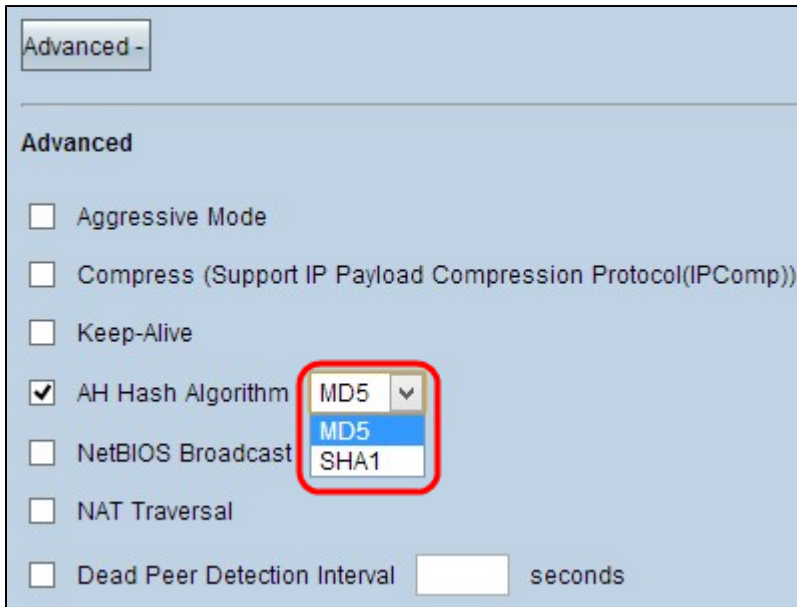 Advanced -
Advanced
Aggressive Mode
Compress (Support IP Payload Compression Protocol(IPComp))
Keep-Alive
AH Hash Algorithm MD5
MD5
NetBIOS Broadcast SHA1
NAT Traversal
Dead Peer Detection Interval seconds